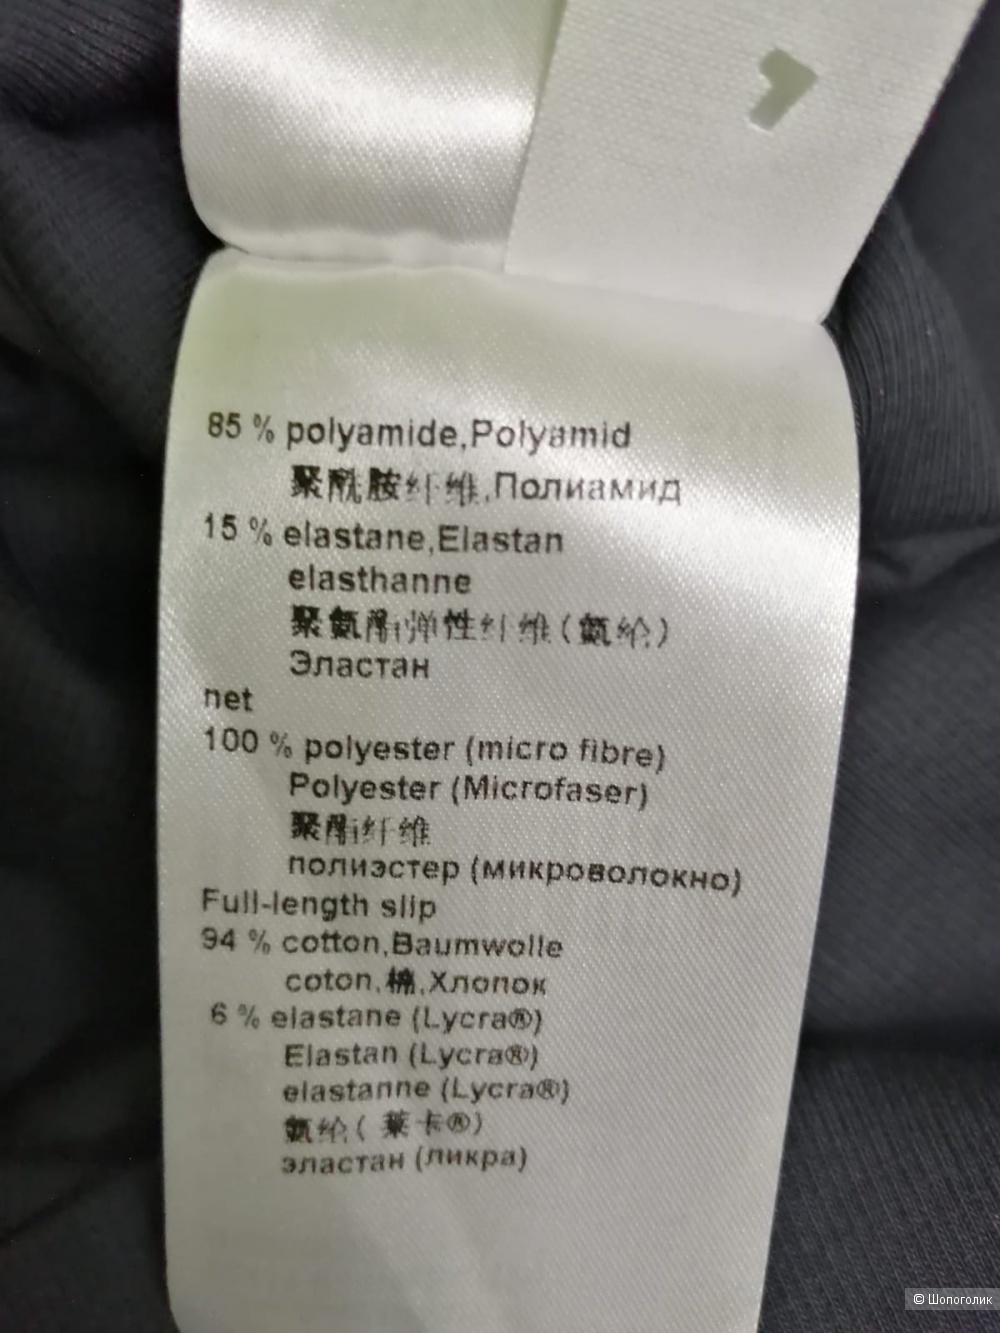 85 % polyamide,Polyamid
聚酰胺纤维,Полиамид
15 % elastane,Elastan
elasthanne
聚氨酯弹性纤维(氨纶)
Эластан
net
100 % polyester (micro fibre)
Polyester (Microfaser)
聚酯纤维
полиэстер (микроволокно)
Full-length slip
94 % cotton,Baumwolle
coton,棉,Хлопок
6 % elastane (Lycra®)
Elastan (Lycra®)
elastanne (Lycra®)
氨纶( 莱卡®)
эластан (ликра)
© Шопоголик